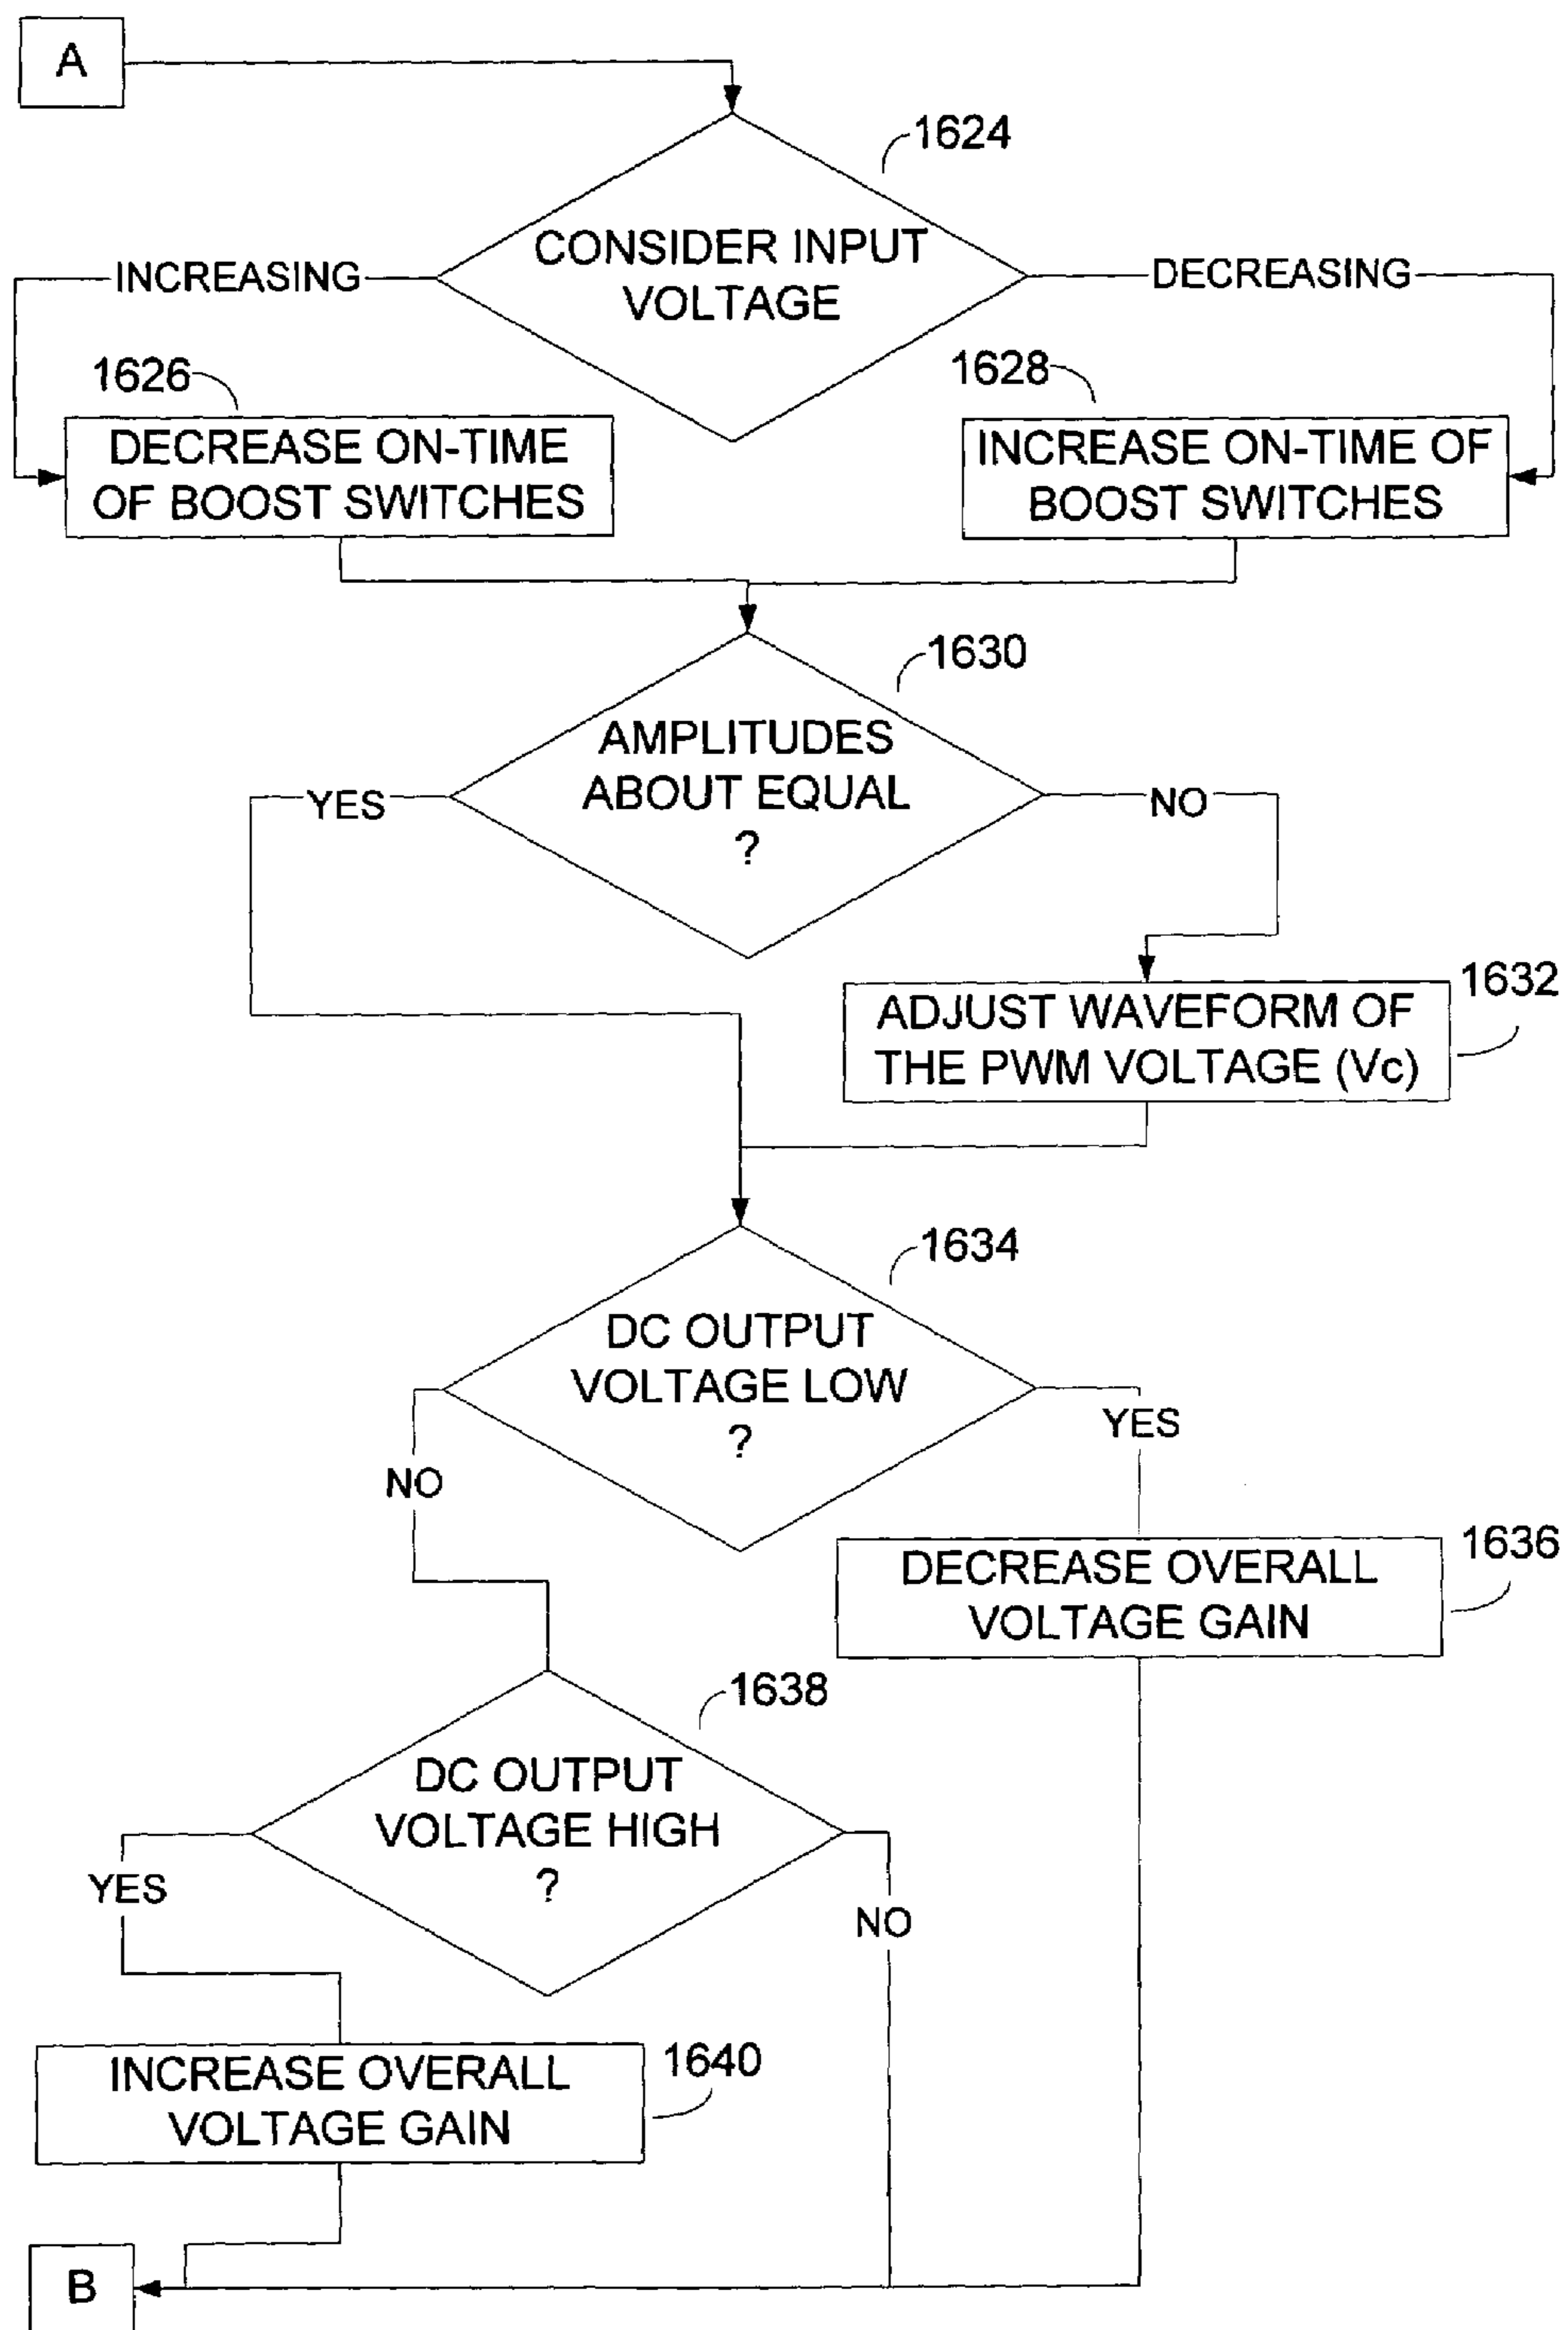 A
1624
CONSIDER INPUT
VOLTAGE
INCREASING
DECREASING
1626
1628
DECREASE ON-TIME
OF BOOST SWITCHES
INCREASE ON-TIME OF
BOOST SWITCHES
1630
AMPLITUDES
ABOUT EQUAL
?
YES
NO
1632
ADJUST WAVEFORM OF
THE PWM VOLTAGE (Vc)
1634
DC OUTPUT
VOLTAGE LOW
?
YES
NO
1636
DECREASE OVERALL
VOLTAGE GAIN
1638
DC OUTPUT
VOLTAGE HIGH
?
YES
NO
1640
INCREASE OVERALL
VOLTAGE GAIN
B